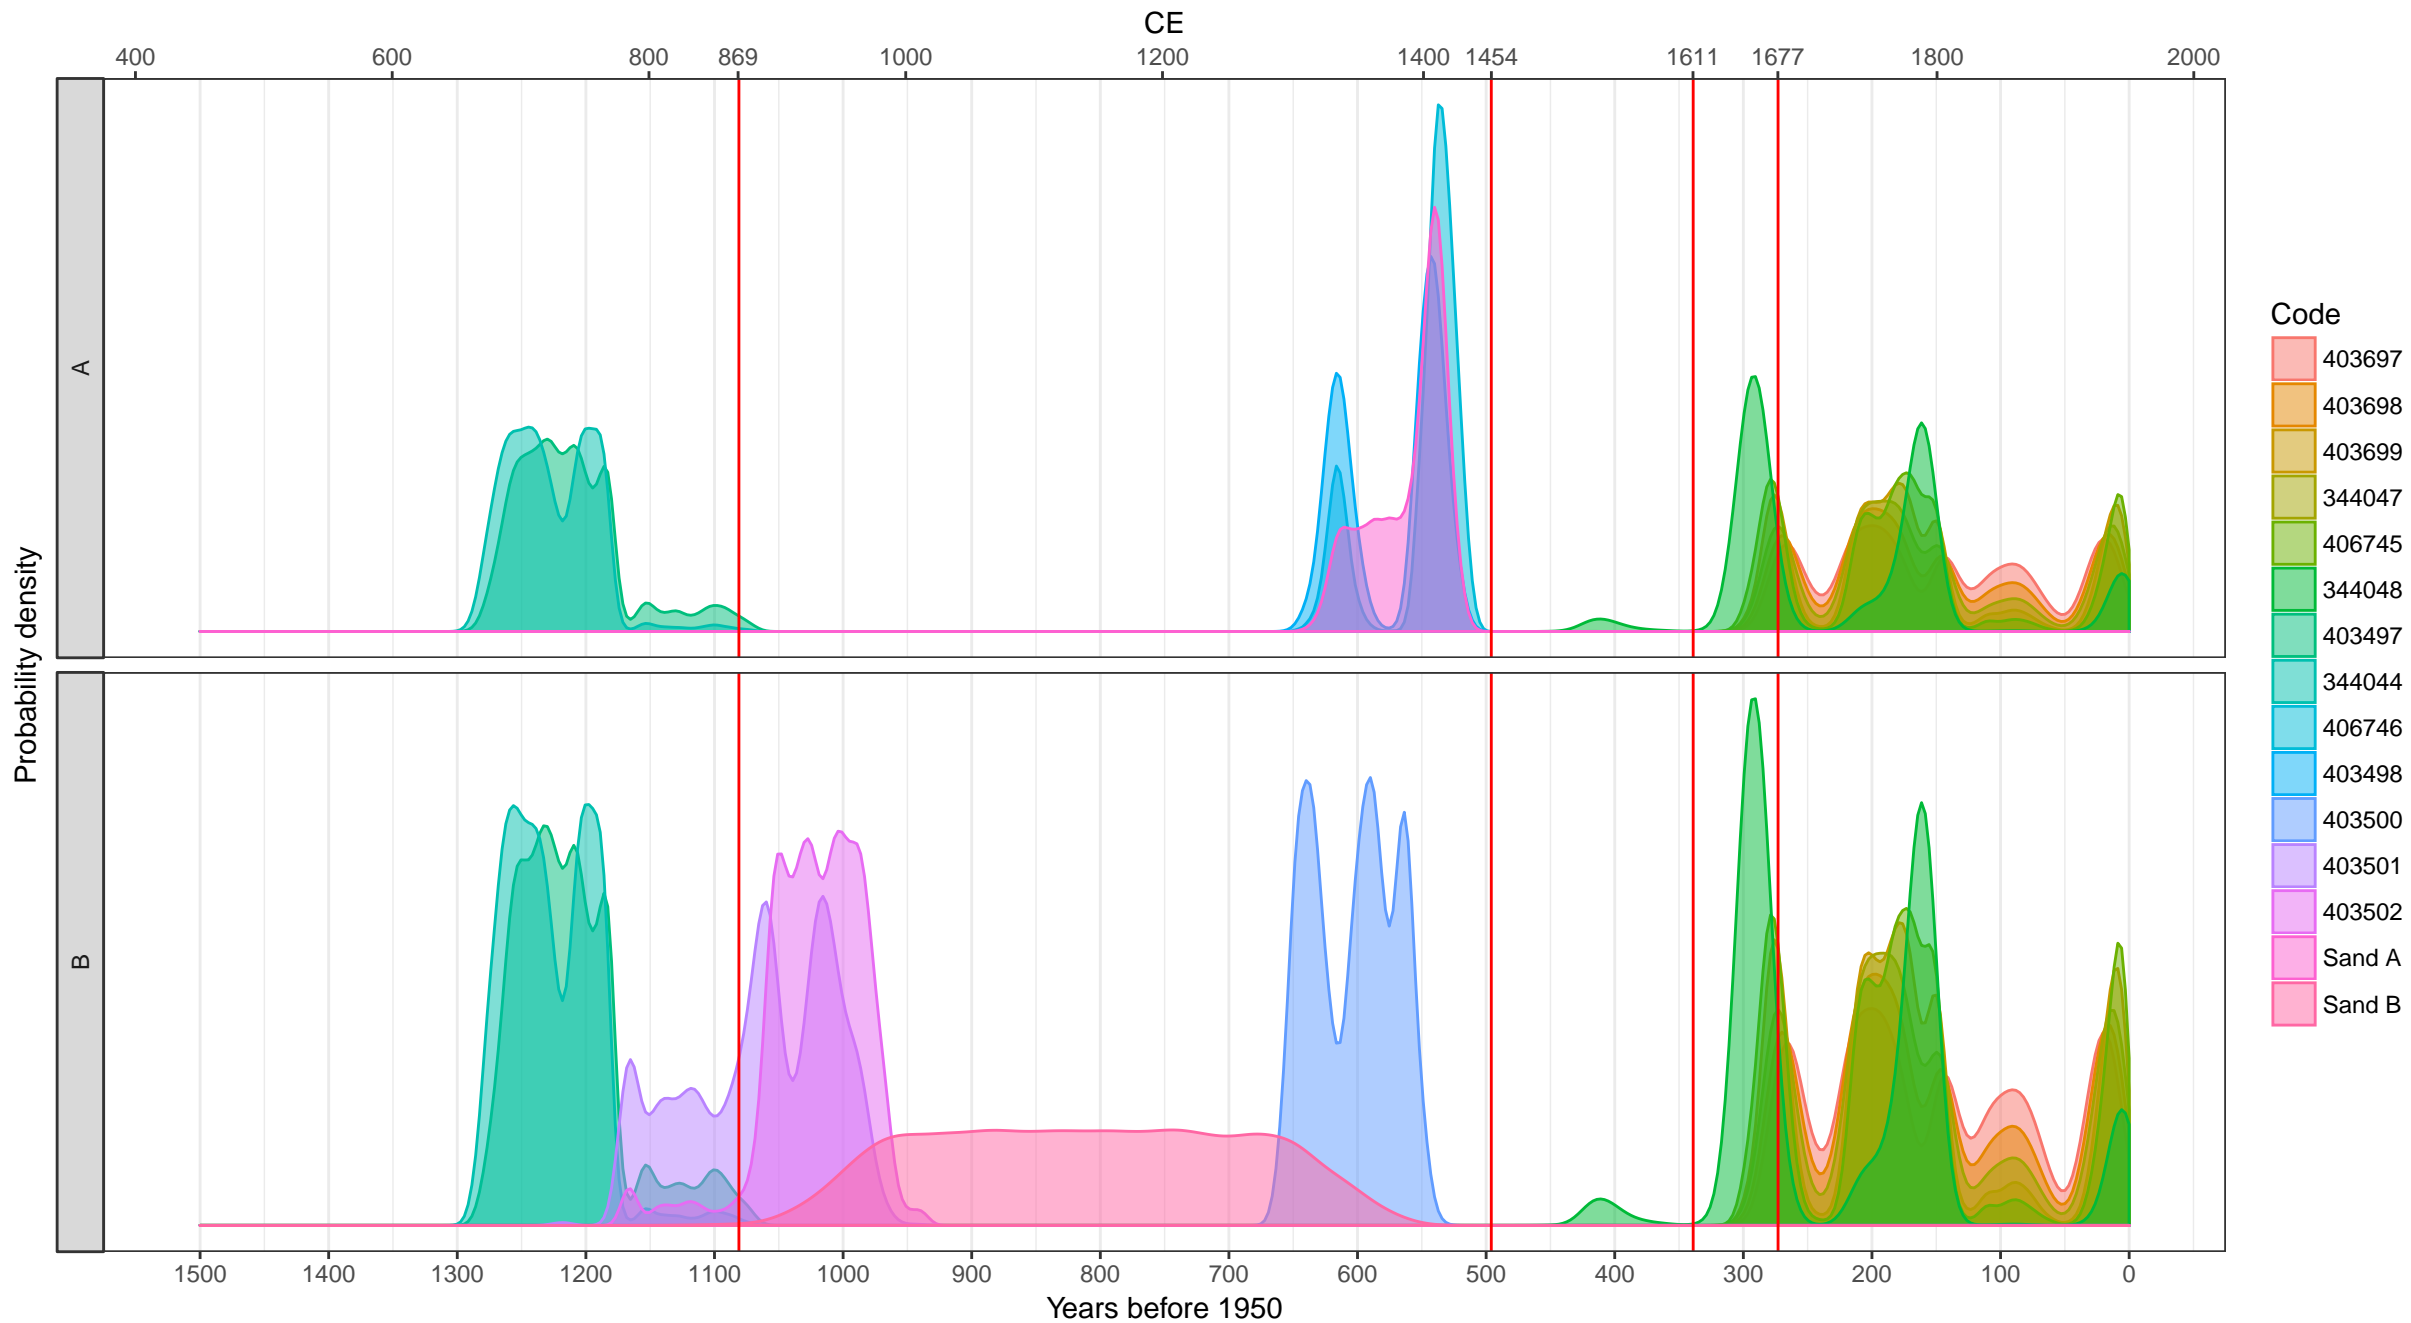 CE
400 600 800 869 1000 1200 1400 1454 1611 1677 1800 2000
A
B
Probability density
1500 1400 1300 1200 1100 1000 900 800 700 600 500 400 300 200 100 0
Years before 1950
Code
403697
403698
403699
344047
406745
344048
403497
344044
406746
403498
403500
403501
403502
Sand A
Sand B